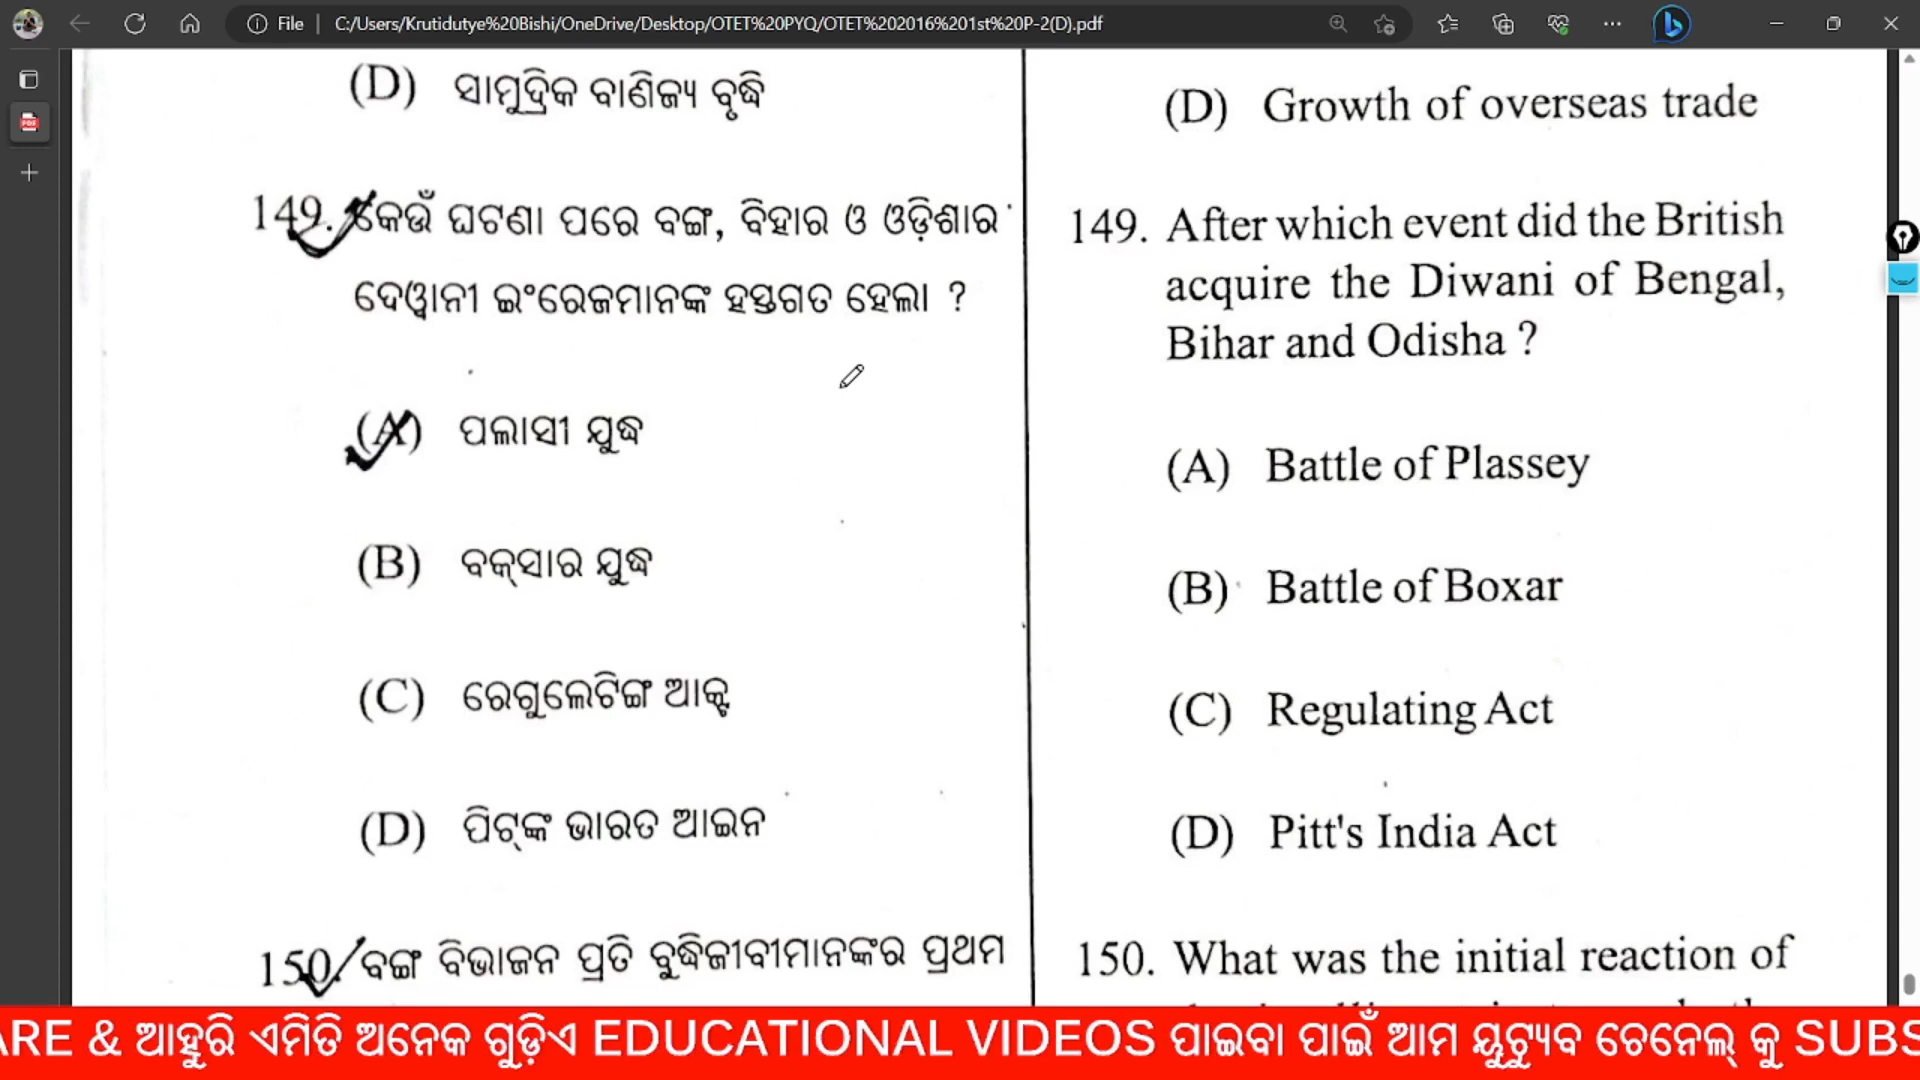 File
C:/Users/Krutidutye%20Bishi/OneDrive/Desktop/OTET%20PYQ/OTET%202016%201st%20P-2(D).pdf
(D) ସାମୁଦ୍ରିକ ବାଣିଜ୍ୟ ବୃଦ୍ଧି
149. କେଉଁ ଘଟଣା ପରେ ବଙ୍ଗ, ବିହାର ଓ ଓଡ଼ିଶାର
ଦେୱାନୀ ଇଂରେଜମାନଙ୍କ ହସ୍ତଗତ ହେଲା ?
(A) ପଲାସୀ ଯୁଦ୍ଧ
(B) ବକ୍‌ସାର ଯୁଦ୍ଧ
(C) ରେଗୁଲେଟିଙ୍ଗ ଆକ୍ଟ
(D) ପିଟ୍‌ଙ୍କ ଭାରତ ଆଇନ
150. ବଙ୍ଗ ବିଭାଜନ ପ୍ରତି ବୁଦ୍ଧିଜୀବୀମାନଙ୍କର ପ୍ରଥମ
(D) Growth of overseas trade
149. After which event did the British
acquire the Diwani of Bengal,
Bihar and Odisha ?
(A) Battle of Plassey
(B) Battle of Boxar
(C) Regulating Act
(D) Pitt's India Act
150. What was the initial reaction of
ARE & ଆହୁରି ଏମିତି ଅନେକ ଗୁଡ଼ିଏ EDUCATIONAL VIDEOS ପାଇବା ପାଇଁ ଆମ ୟୁଟ୍ୟୁବ ଚେନେଲ୍ କୁ SUBS